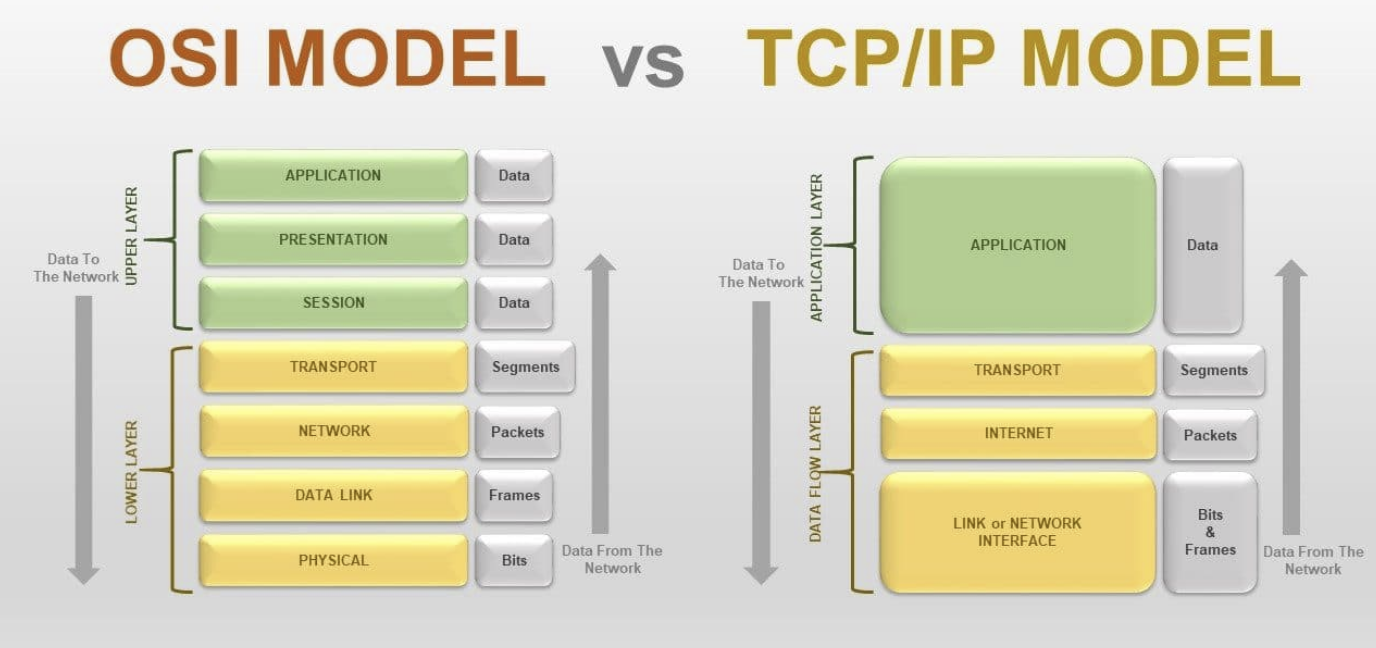 OSI MODEL vs TCP/IP MODEL
UPPER LAYER
APPLICATION Data
PRESENTATION Data
SESSION Data
Data To
The Network
LOWER LAYER
TRANSPORT Segments
NETWORK Packets
DATA LINK Frames
PHYSICAL Bits
Data From The
Network
APPLICATION LAYER
APPLICATION Data
Data To
The Network
DATA FLOW LAYER
TRANSPORT Segments
INTERNET Packets
LINK or NETWORK
INTERFACE
Bits
&
Frames
Data From The
Network